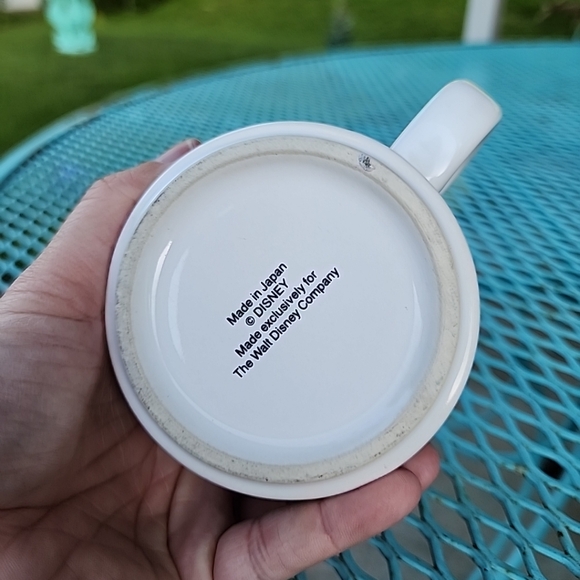 Made in Japan
© DISNEY
Made exclusively for
The Walt Disney Company